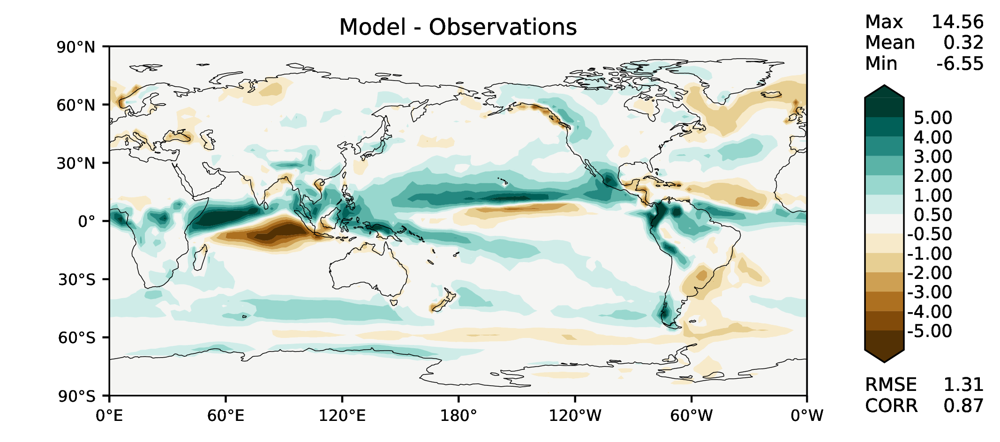 Model - Observations
Max 14.56
Mean 0.32
Min -6.55
90°N
60°N
30°N
0°
30°S
60°S
90°S
0°E 60°E 120°E 180° 120°W 60°W 0°W
5.00
4.00
3.00
2.00
1.00
0.50
-0.50
-1.00
-2.00
-3.00
-4.00
-5.00
RMSE 1.31
CORR 0.87